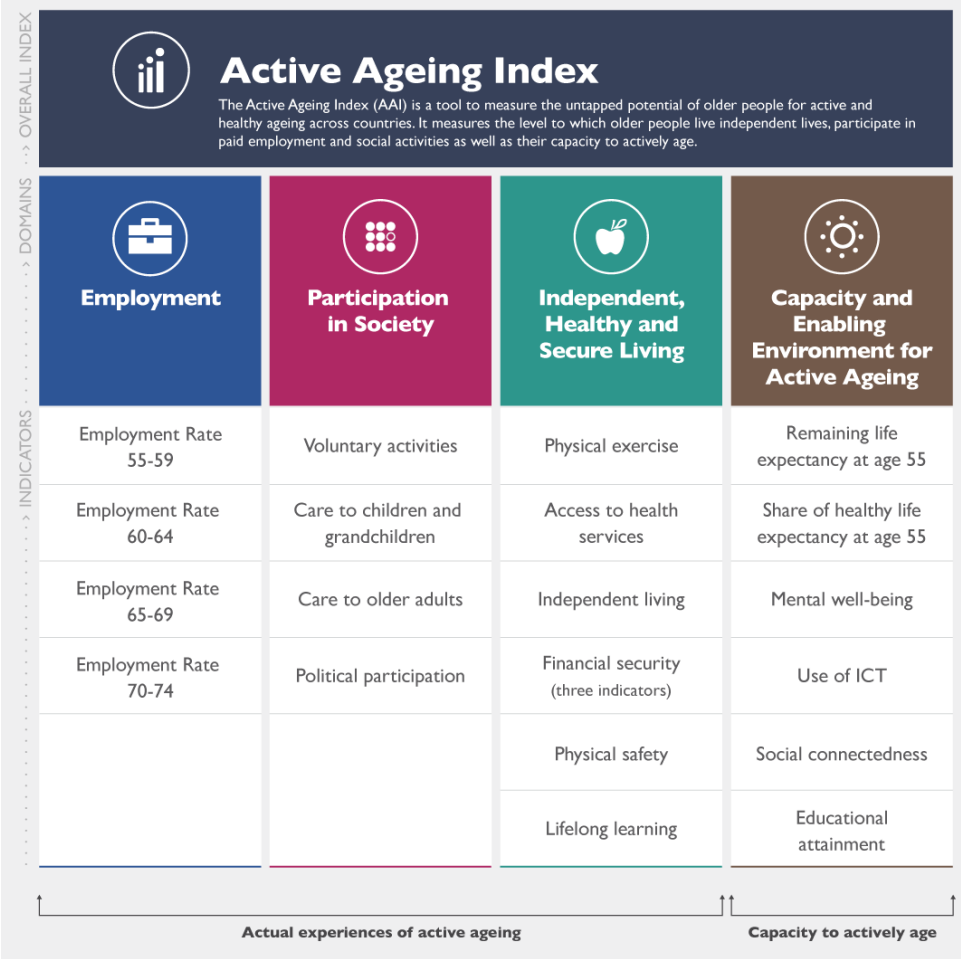 Active Ageing Index
The Active Ageing Index (AAI) is a tool to measure the untapped potential of older people for active and
healthy ageing across countries. It measures the level to which older people live independent lives, participate in
paid employment and social activities as well as their capacity to actively age.
OVERALL INDEX
DOMAINS
INDICATORS
Employment
Employment Rate
55-59
Employment Rate
60-64
Employment Rate
65-69
Employment Rate
70-74
Participation
in Society
Voluntary activities
Care to children and
grandchildren
Care to older adults
Political participation
Independent,
Healthy and
Secure Living
Physical exercise
Access to health
services
Independent living
Financial security
(three indicators)
Physical safety
Lifelong learning
Capacity and
Enabling
Environment for
Active Ageing
Remaining life
expectancy at age 55
Share of healthy life
expectancy at age 55
Mental well-being
Use of ICT
Social connectedness
Educational
attainment
Actual experiences of active ageing
Capacity to actively age